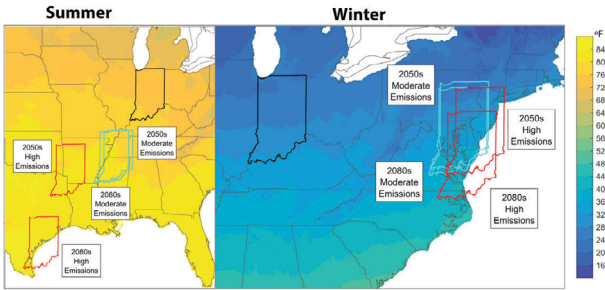 Summer
Winter
2050s
High
Emissions
2050s
Moderate
Emissions
2080s
Moderate
Emissions
2080s
High
Emissions
2050s
Moderate
Emissions
2050s
High
Emissions
2080s
Moderate
Emissions
2080s
High
Emissions
ºF
88
84
80
76
72
68
64
60
56
52
48
44
40
36
32
28
24
20
16